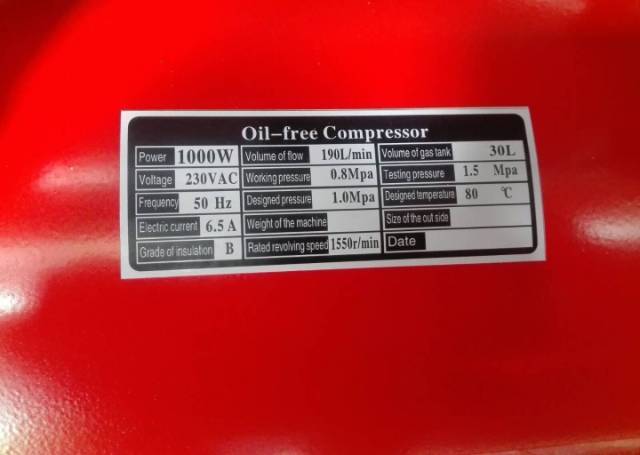 Oil-free Compressor
Power 1000W Volume of flow 190L/min Volume of gas tank 30L
Voltage 230VAC Working pressure 0.8Mpa Testing pressure 1.5 Mpa
Frequency 50 Hz Designed pressure 1.0Mpa Designed temperature 80 ℃
Electric current 6.5 A Weight of the machine Size of the out side
Grade of insulation B Rated revolving speed 1550r/min Date